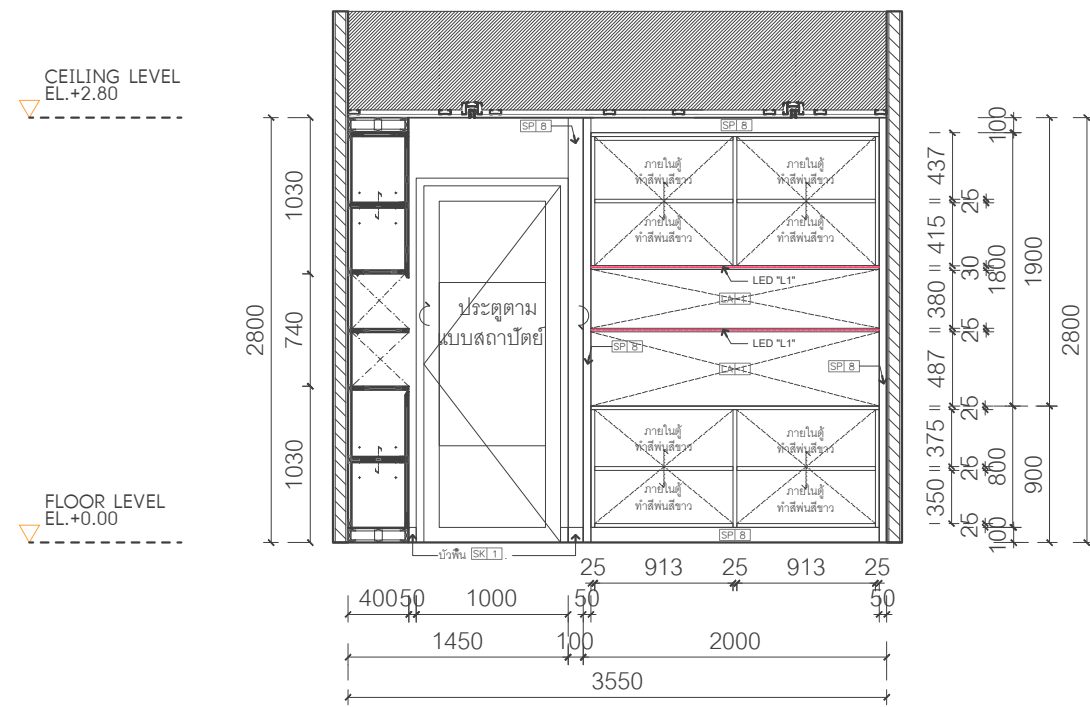 CEILING LEVEL
EL.+2.80
SP 8
SP 8
ภายในตู้
ทำสีพ่นสีขาว
ภายในตู้
ทำสีพ่นสีขาว
ภายในตู้
ทำสีพ่นสีขาว
ภายในตู้
ทำสีพ่นสีขาว
LED "L1"
LED "L1"
ประตูตาม
แบบสถาปัตย์
SP 8
SP 8
ภายในตู้
ทำสีพ่นสีขาว
ภายในตู้
ทำสีพ่นสีขาว
ภายในตู้
ทำสีพ่นสีขาว
ภายในตู้
ทำสีพ่นสีขาว
SP 8
FLOOR LEVEL
EL.+0.00
บัวพื้น SK 1
2800
1030
740
1030
100
437
25
415
30
380
25
487
25
375
25
350
25
100
1800
800
1900
900
2800
25 913 25 913 25
400 50 1000 50 50
1450 100 2000
3550